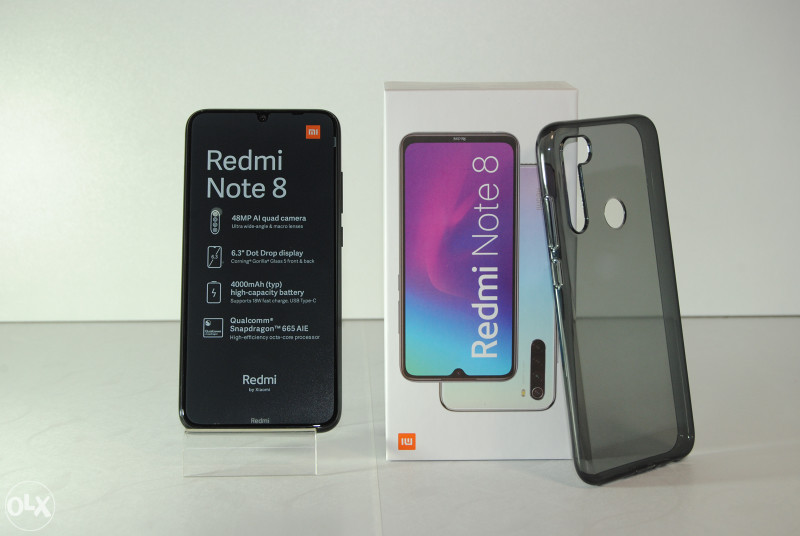 mi
Redmi
Note 8
48MP AI quad camera
Ultra wide-angle & macro lenses
6.3" Dot Drop display
Corning® Gorilla® Glass 5 front & back
4000mAh (typ)
high-capacity battery
Supports 18W fast charge, USB Type-C
Qualcomm®
Snapdragon™ 665 AIE
High-efficiency octa-core processor
Redmi
by Xiaomi
Redmi
Redmi Note 8
mi
OLX